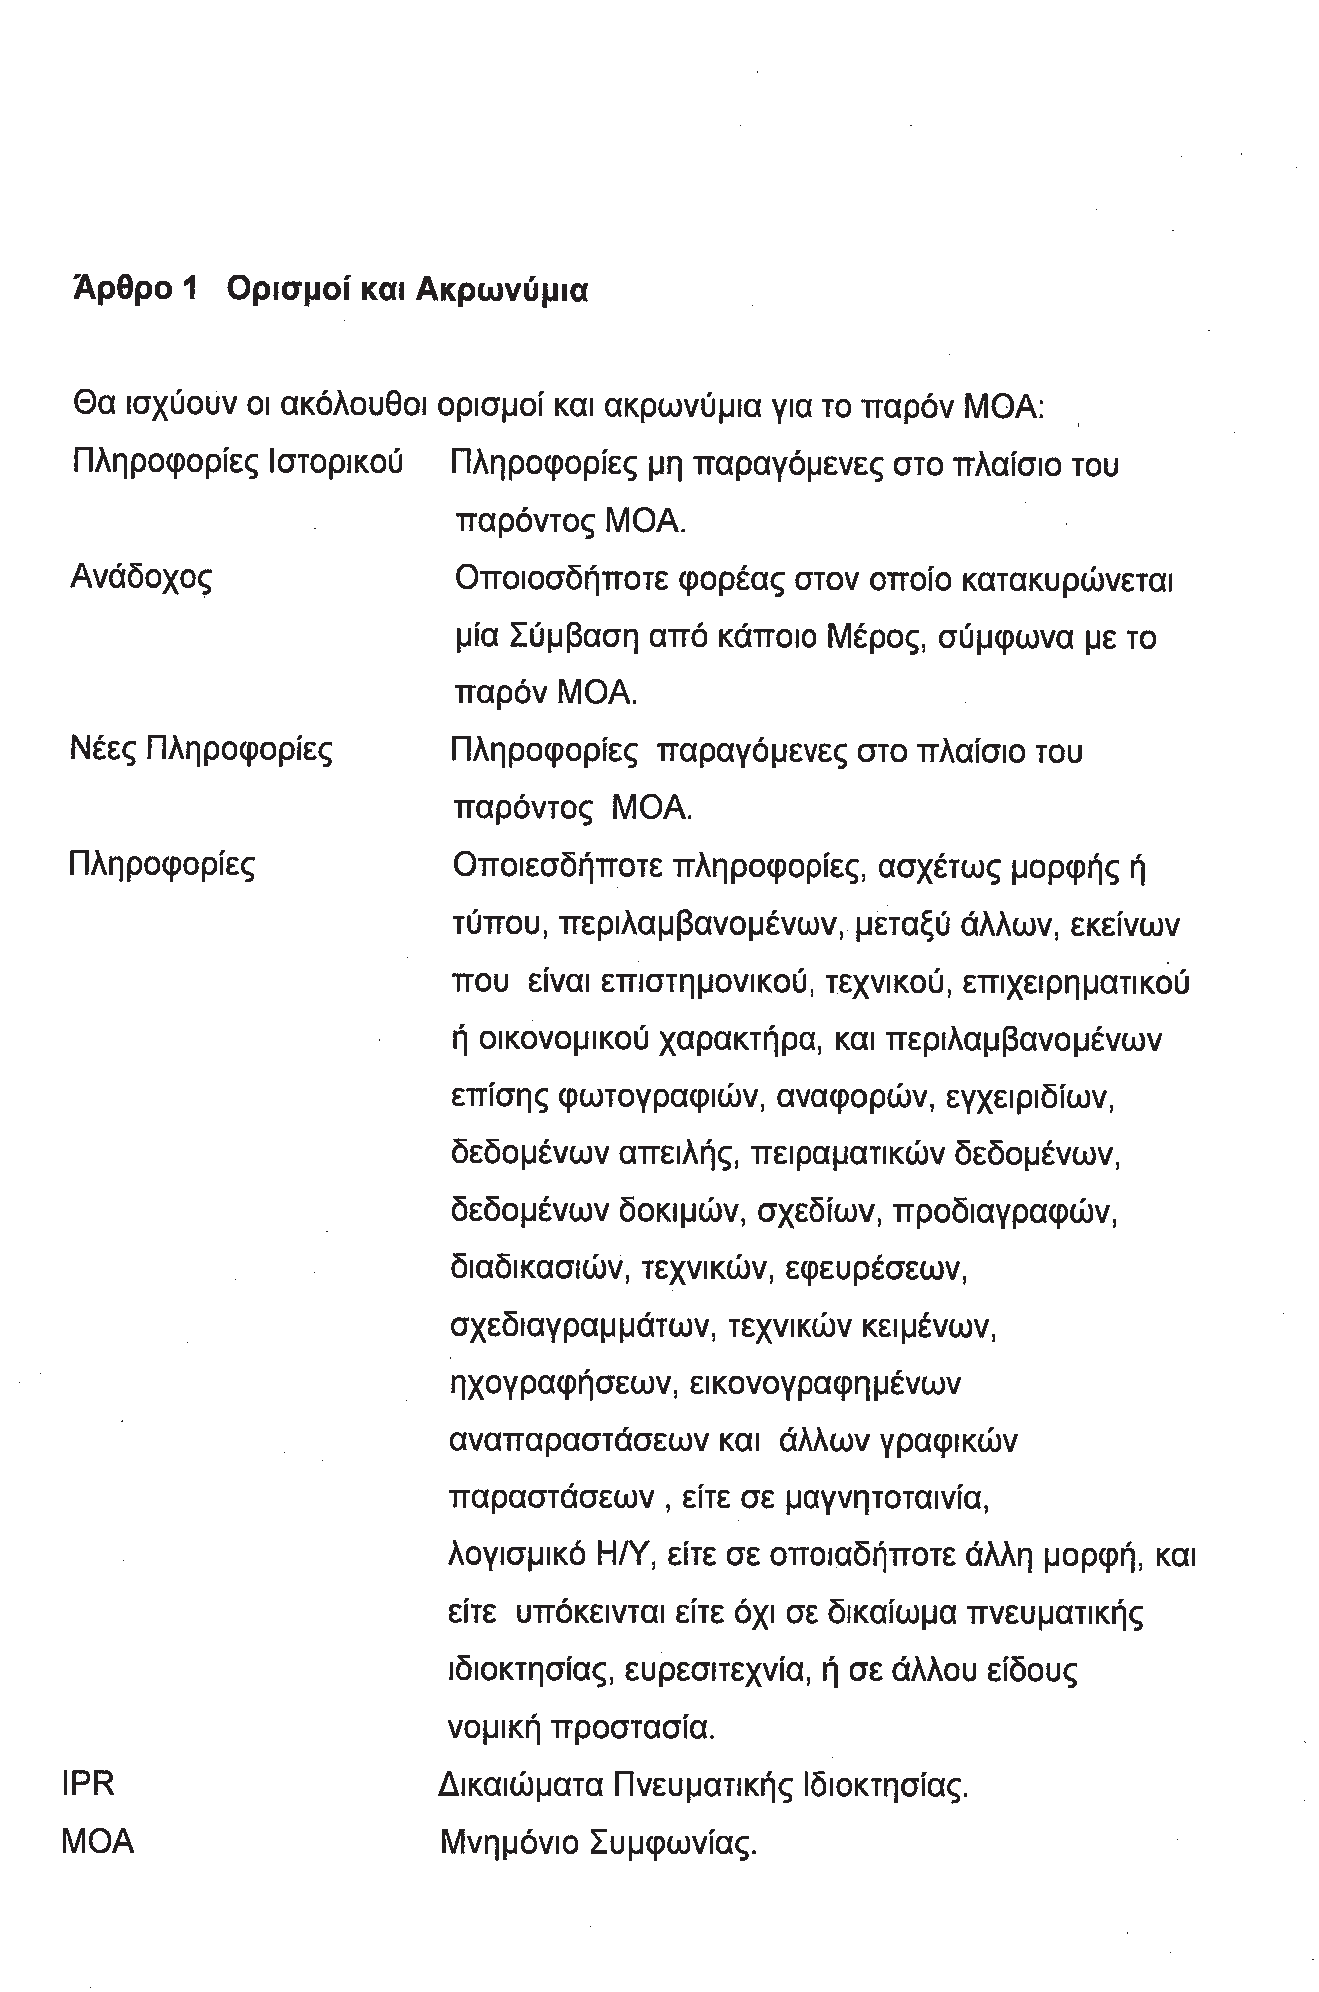 Άρθρο 1 Ορισμοί και Ακρωνύμια
Θα ισχύουν οι ακόλουθοι ορισμοί και ακρωνύμια για το παρόν ΜΟΑ:
Πληροφορίες Ιστορικού Πληροφορίες μη παραγόμενες στο πλαίσιο του
παρόντος ΜΟΑ.
Ανάδοχος Οποιοσδήποτε φορέας στον οποίο κατακυρώνεται
μία Σύμβαση από κάποιο Μέρος, σύμφωνα με το
παρόν ΜΟΑ.
Νέες Πληροφορίες Πληροφορίες παραγόμενες στο πλαίσιο του
παρόντος ΜΟΑ.
Πληροφορίες Οποιεσδήποτε πληροφορίες, ασχέτως μορφής ή
τύπου, περιλαμβανομένων, μεταξύ άλλων, εκείνων
που είναι επιστημονικού, τεχνικού, επιχειρηματικού
ή οικονομικού χαρακτήρα, και περιλαμβανομένων
επίσης φωτογραφιών, αναφορών, εγχειριδίων,
δεδομένων απειλής, πειραματικών δεδομένων,
δεδομένων δοκιμών, σχεδίων, προδιαγραφών,
διαδικασιών, τεχνικών, εφευρέσεων,
σχεδιαγραμμάτων, τεχνικών κειμένων,
ηχογραφήσεων, εικονογραφημένων
αναπαραστάσεων και άλλων γραφικών
παραστάσεων , είτε σε μαγνητοταινία,
λογισμικό Η/Υ, είτε σε οποιαδήποτε άλλη μορφή, και
είτε υπόκεινται είτε όχι σε δικαίωμα πνευματικής
ιδιοκτησίας, ευρεσιτεχνία, ή σε άλλου είδους
νομική προστασία.
IPR Δικαιώματα Πνευματικής Ιδιοκτησίας.
ΜΟΑ Μνημόνιο Συμφωνίας.